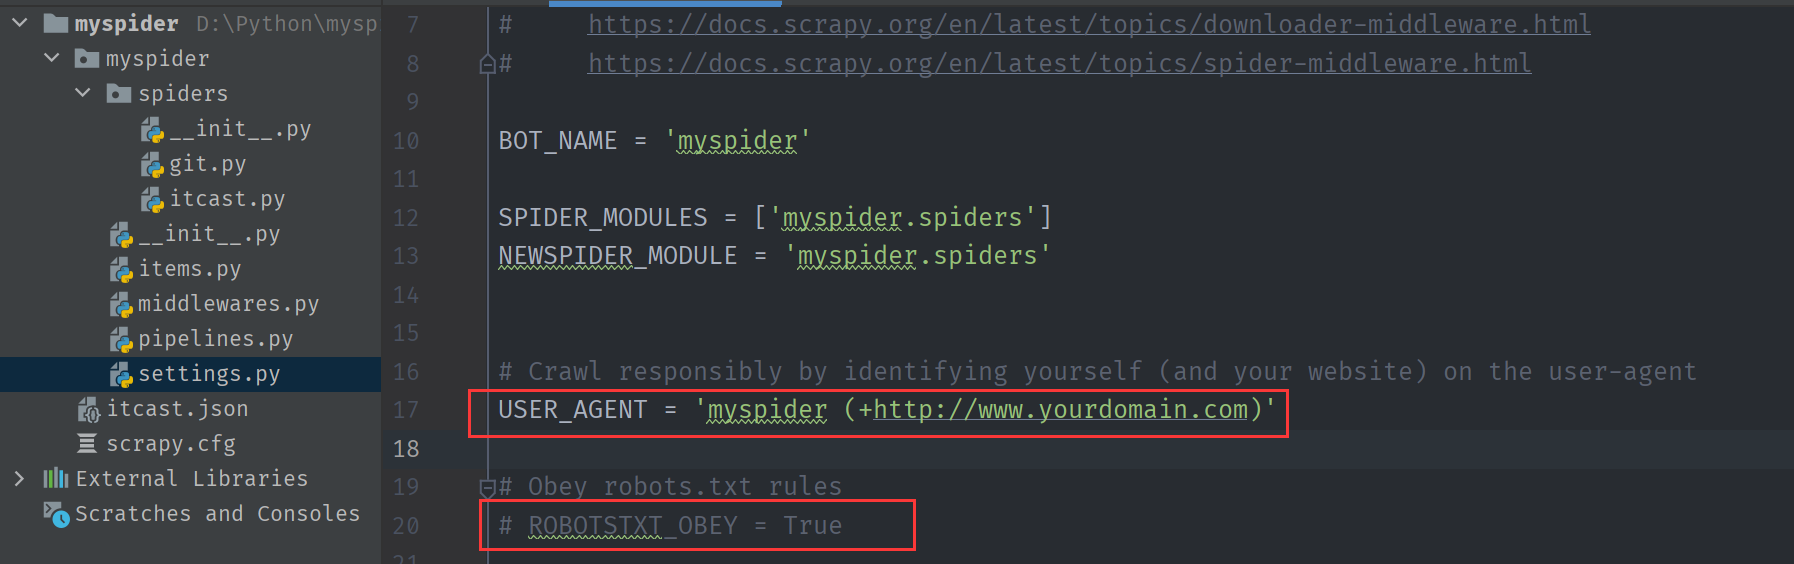 myspider D:\Python\mysp
myspider
spiders
__init__.py
git.py
itcast.py
__init__.py
items.py
middlewares.py
pipelines.py
settings.py
itcast.json
scrapy.cfg
External Libraries
Scratches and Consoles
7 # https://docs.scrapy.org/en/latest/topics/downloader-middleware.html
8 # https://docs.scrapy.org/en/latest/topics/spider-middleware.html
9
10 BOT_NAME = 'myspider'
11
12 SPIDER_MODULES = ['myspider.spiders']
13 NEWSPIDER_MODULE = 'myspider.spiders'
14
15
16 # Crawl responsibly by identifying yourself (and your website) on the user-agent
17 USER_AGENT = 'myspider (+http://www.yourdomain.com)'
18
19 # Obey robots.txt rules
20 # ROBOTSTXT_OBEY = True
21